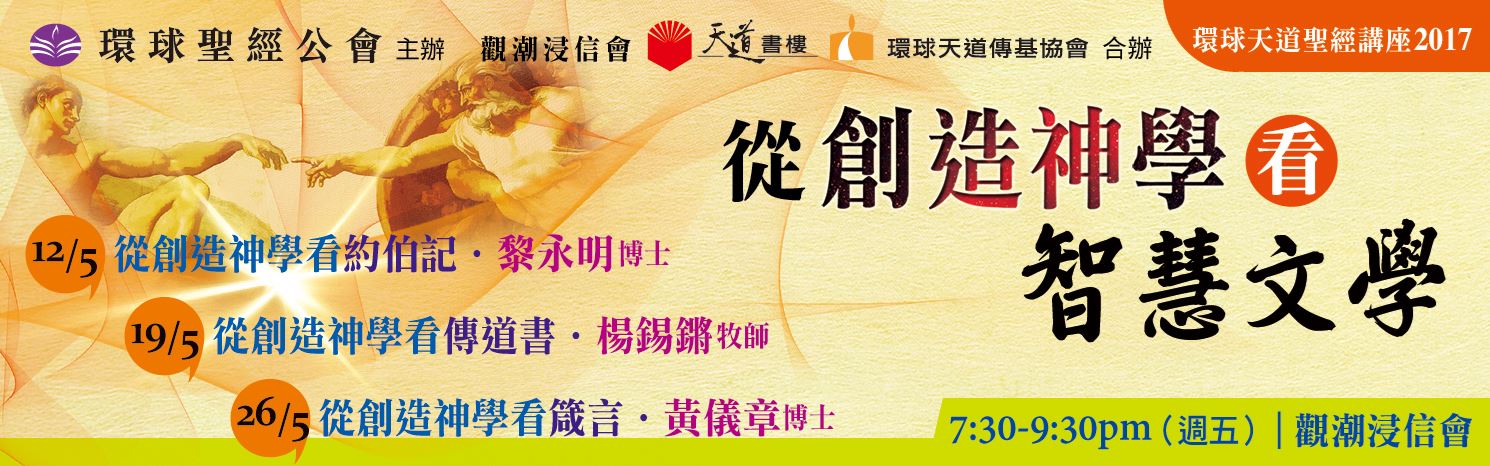 環球聖經公會 主辦 觀潮浸信會 天道書樓 環球天道傳基協會 合辦
環球天道聖經講座2017
從創造神學看
智慧文學
12/5 從創造神學看約伯記・黎永明博士
19/5 從創造神學看傳道書・楊錫鏘牧師
26/5 從創造神學看箴言・黃儀章博士
7:30-9:30pm（週五）| 觀潮浸信會